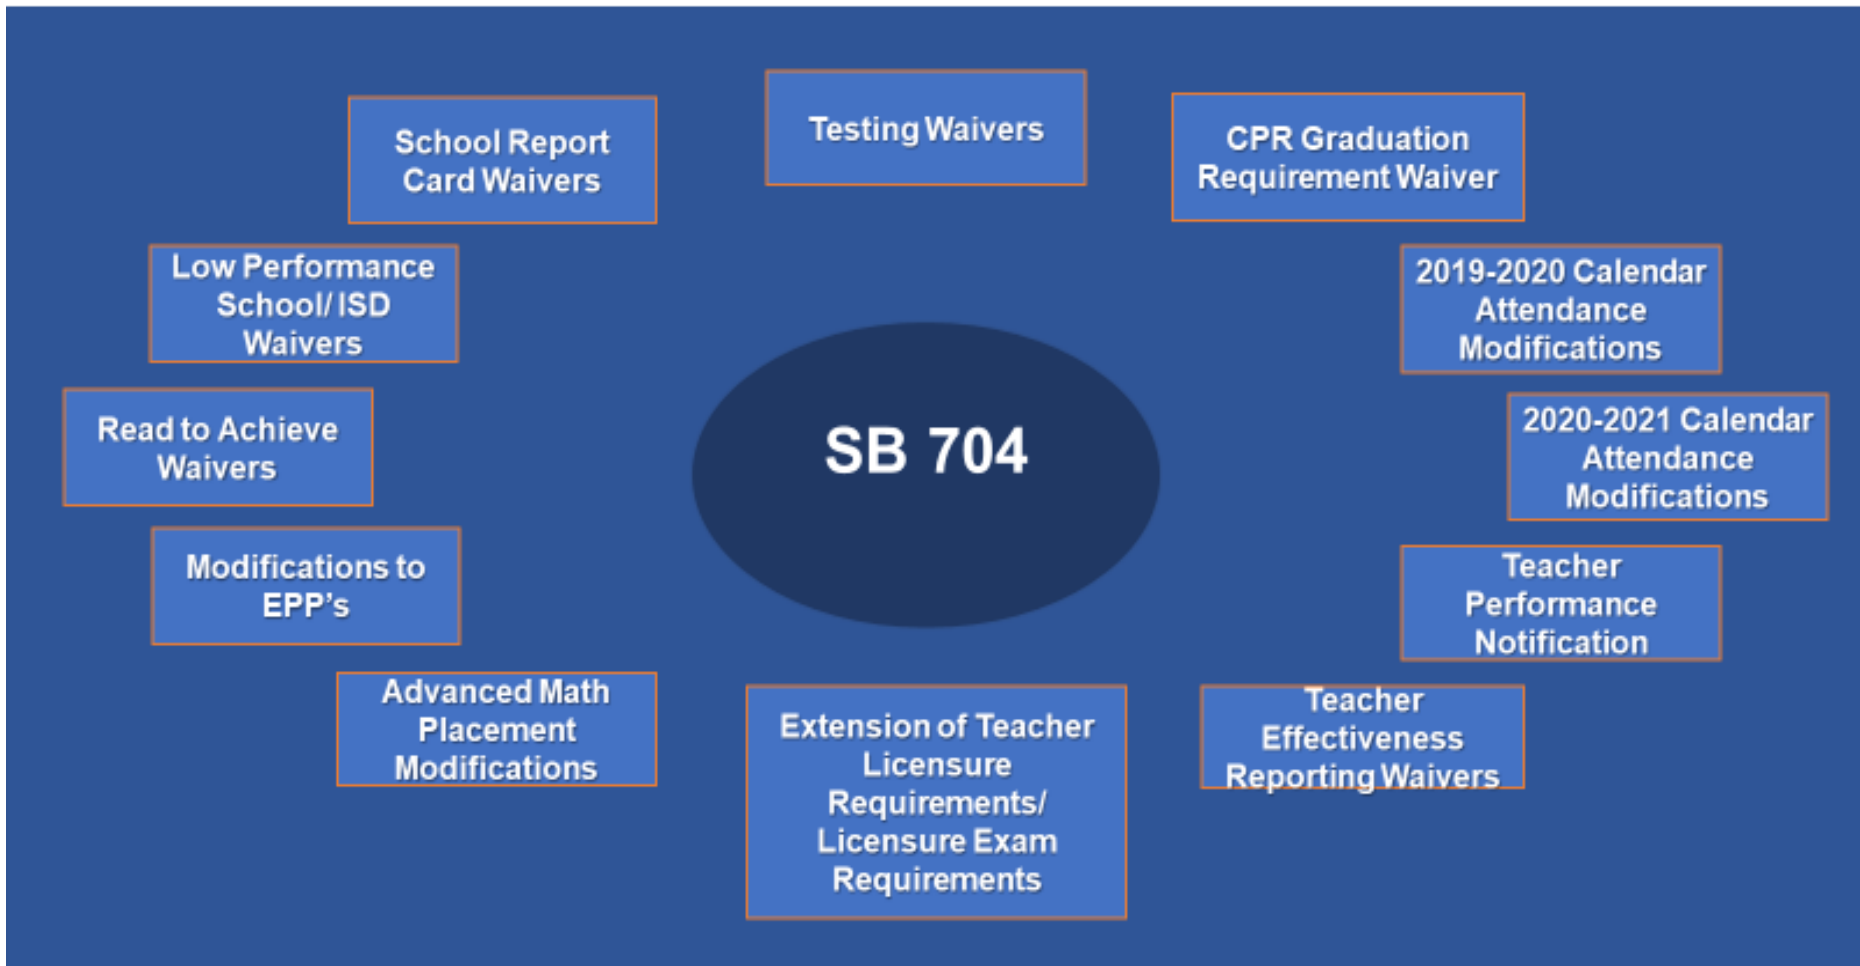 Testing Waivers
School Report
Card Waivers
CPR Graduation
Requirement Waiver
Low Performance
School/ ISD
Waivers
2019-2020 Calendar
Attendance
Modifications
Read to Achieve
Waivers
SB 704
2020-2021 Calendar
Attendance
Modifications
Modifications to
EPP's
Teacher
Performance
Notification
Advanced Math
Placement
Modifications
Extension of Teacher
Licensure
Requirements/
Licensure Exam
Requirements
Teacher
Effectiveness
Reporting Waivers